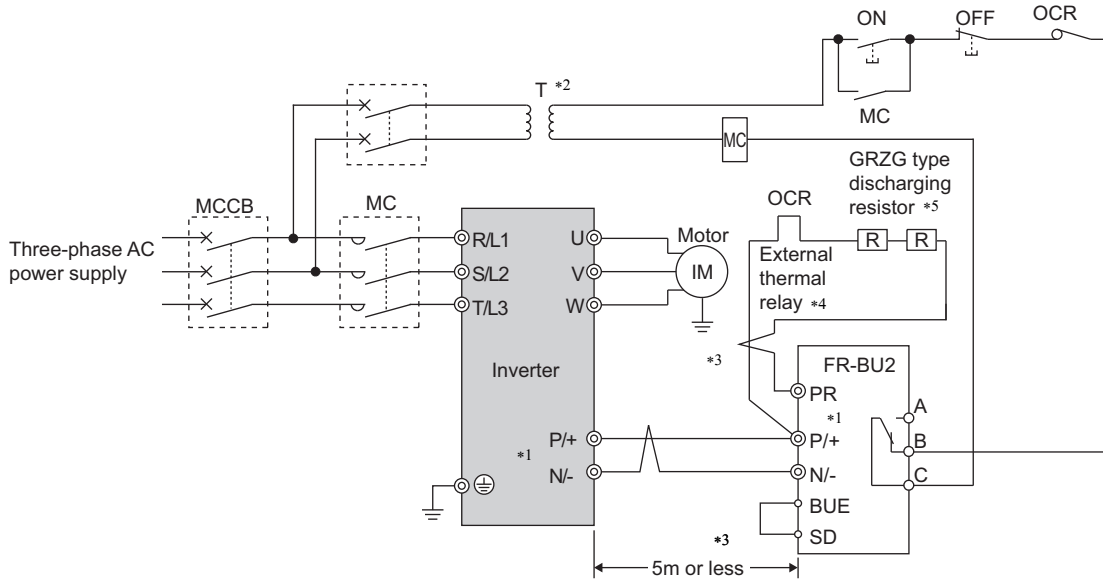 ON
OFF
OCR
T *2
MC
MC
GRZG type
discharging
resistor *5
MCCB
MC
OCR
Three-phase AC
power supply
R/L1
U
Motor
R
R
External
thermal
relay *4
S/L2
V
IM
T/L3
W
*3
FR-BU2
Inverter
PR
A
*1
P/+
*1
P/+
B
N/-
N/-
C
BUE
SD
*3
5m or less